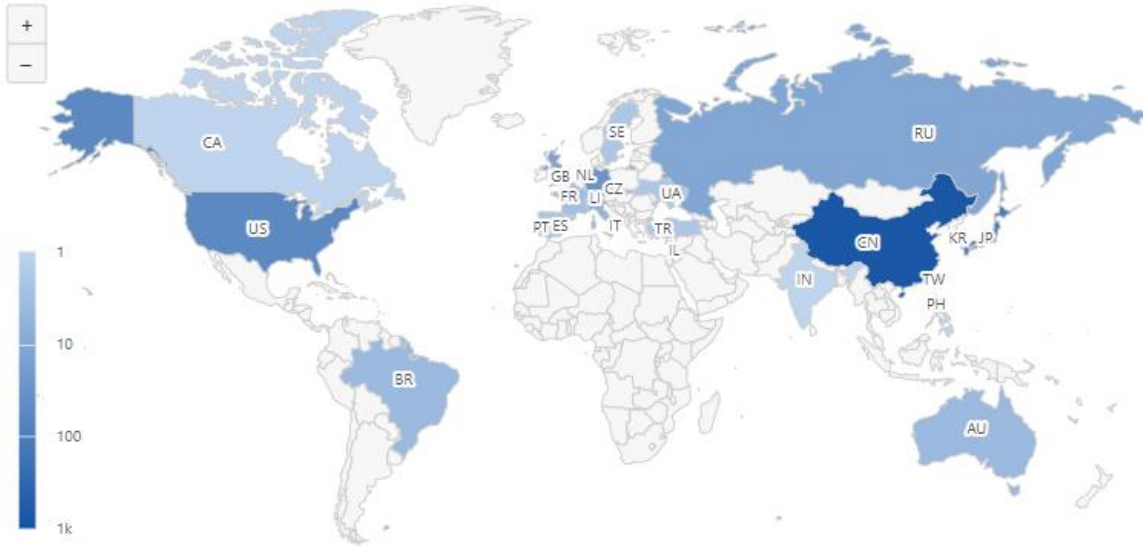 +
−
SE
RU
CA
GB NL
CZ
UA
FR
LI
US
PT ES
IT
TR
CN
KR JP
IL
IN
TW
PH
BR
AU
1
10
100
1k